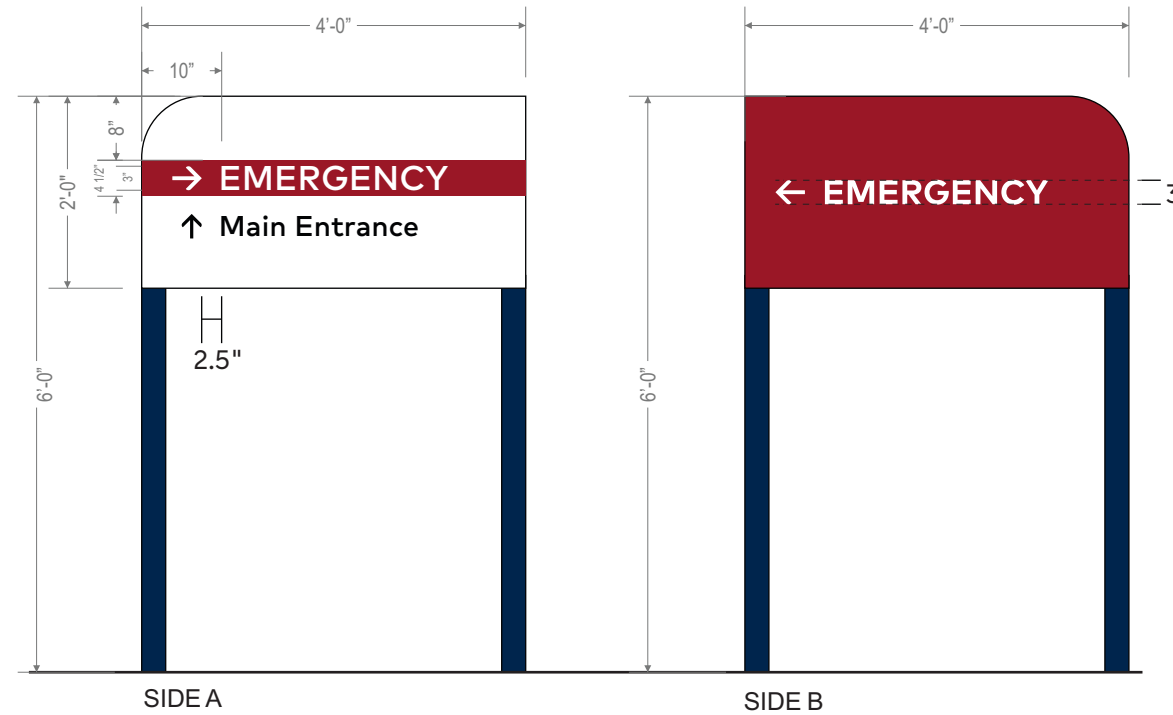 4’-0”
4’-0”
10”
8”
4 1/2”
3”
2'-0"
→ EMERGENCY
↑ Main Entrance
← EMERGENCY
3
2.5"
6’-0”
6’-0”
SIDE A
SIDE B